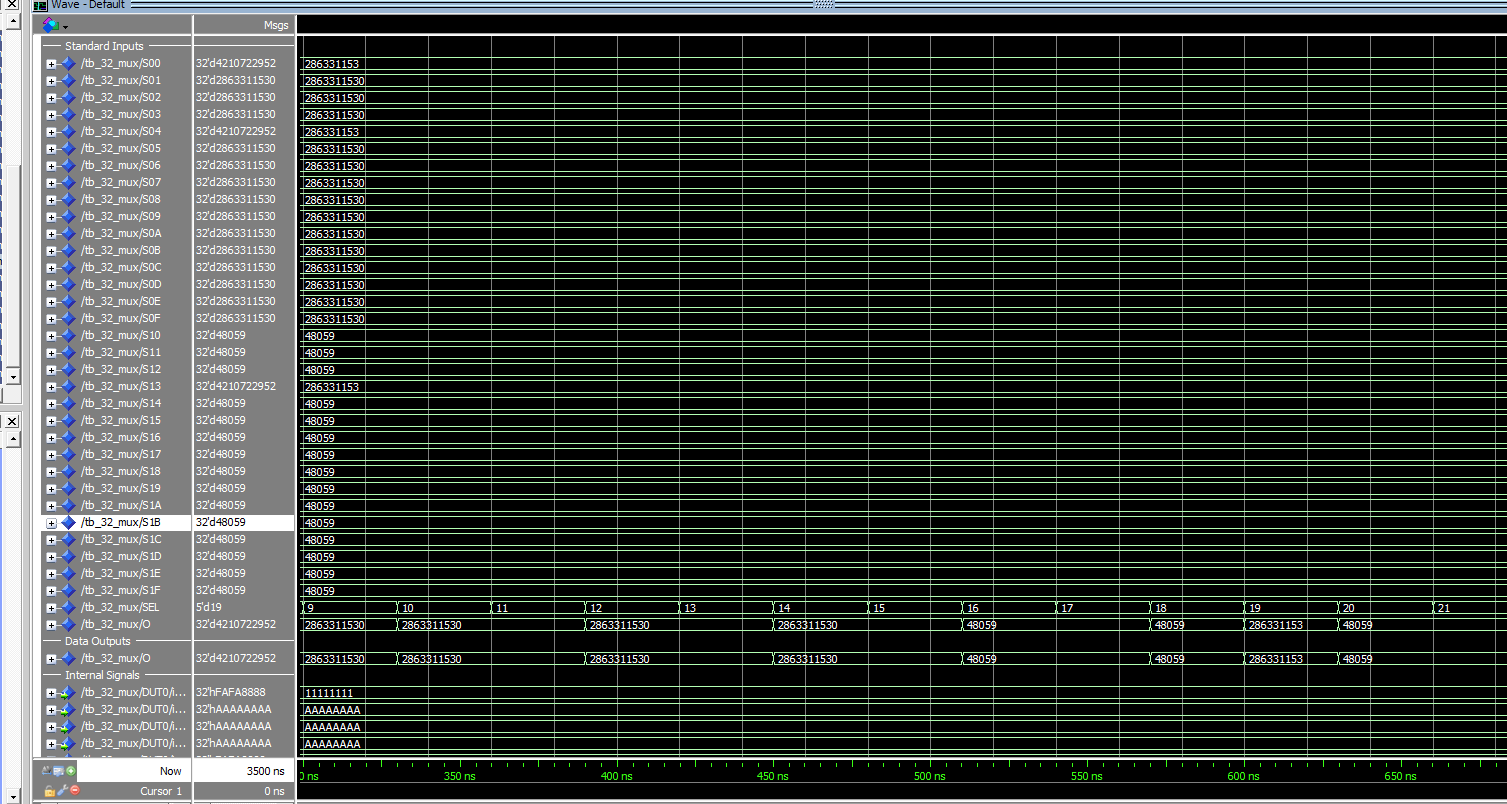 Wave - Default
Msgs
Standard Inputs
/tb_32_mux/S00 32'd4210722952 286331153
/tb_32_mux/S01 32'd2863311530 2863311530
/tb_32_mux/S02 32'd2863311530 2863311530
/tb_32_mux/S03 32'd2863311530 2863311530
/tb_32_mux/S04 32'd4210722952 286331153
/tb_32_mux/S05 32'd2863311530 2863311530
/tb_32_mux/S06 32'd2863311530 2863311530
/tb_32_mux/S07 32'd2863311530 2863311530
/tb_32_mux/S08 32'd2863311530 2863311530
/tb_32_mux/S09 32'd2863311530 2863311530
/tb_32_mux/S0A 32'd2863311530 2863311530
/tb_32_mux/S0B 32'd2863311530 2863311530
/tb_32_mux/S0C 32'd2863311530 2863311530
/tb_32_mux/S0D 32'd2863311530 2863311530
/tb_32_mux/S0E 32'd2863311530 2863311530
/tb_32_mux/S0F 32'd2863311530 2863311530
/tb_32_mux/S10 32'd48059 48059
/tb_32_mux/S11 32'd48059 48059
/tb_32_mux/S12 32'd48059 48059
/tb_32_mux/S13 32'd4210722952 286331153
/tb_32_mux/S14 32'd48059 48059
/tb_32_mux/S15 32'd48059 48059
/tb_32_mux/S16 32'd48059 48059
/tb_32_mux/S17 32'd48059 48059
/tb_32_mux/S18 32'd48059 48059
/tb_32_mux/S19 32'd48059 48059
/tb_32_mux/S1A 32'd48059 48059
/tb_32_mux/S1B 32'd48059 48059
/tb_32_mux/S1C 32'd48059 48059
/tb_32_mux/S1D 32'd48059 48059
/tb_32_mux/S1E 32'd48059 48059
/tb_32_mux/S1F 32'd48059 48059
/tb_32_mux/SEL 5'd19 9 10 11 12 13 14 15 16 17 18 19 20 21
/tb_32_mux/O 32'd4210722952 2863311530 2863311530 2863311530 2863311530 48059 48059 286331153 48059
Data Outputs
/tb_32_mux/O 32'd4210722952 2863311530 2863311530 2863311530 2863311530 48059 48059 286331153 48059
Internal Signals
/tb_32_mux/DUT0/i... 32'hFAFA8888 11111111
/tb_32_mux/DUT0/i... 32'hAAAAAAAA AAAAAAAA
/tb_32_mux/DUT0/i... 32'hAAAAAAAA AAAAAAAA
/tb_32_mux/DUT0/i... 32'hAAAAAAAA AAAAAAAA
Now 3500 ns 0 ns 350 ns 400 ns 450 ns 500 ns 550 ns 600 ns 650 ns
Cursor 1 0 ns